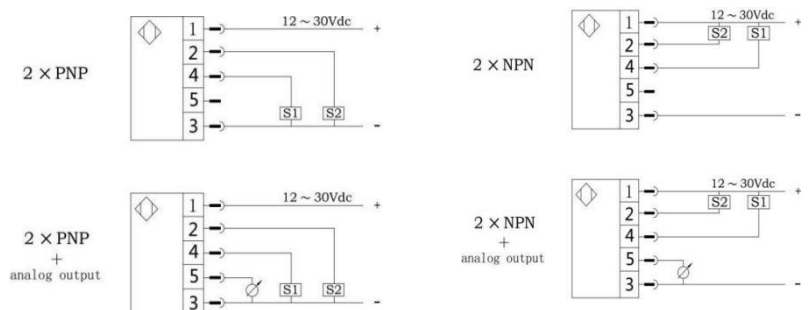 2 × PNP
1
2
4
5
3
12～30Vdc
+
S1
S2
-
2 × NPN
1
2
4
5
3
12～30Vdc
+
S2
S1
-
2 × PNP
+
analog output
1
2
4
5
3
12～30Vdc
+
S1
S2
-
2 × NPN
+
analog output
1
2
4
5
3
12～30Vdc
+
S2
S1
-